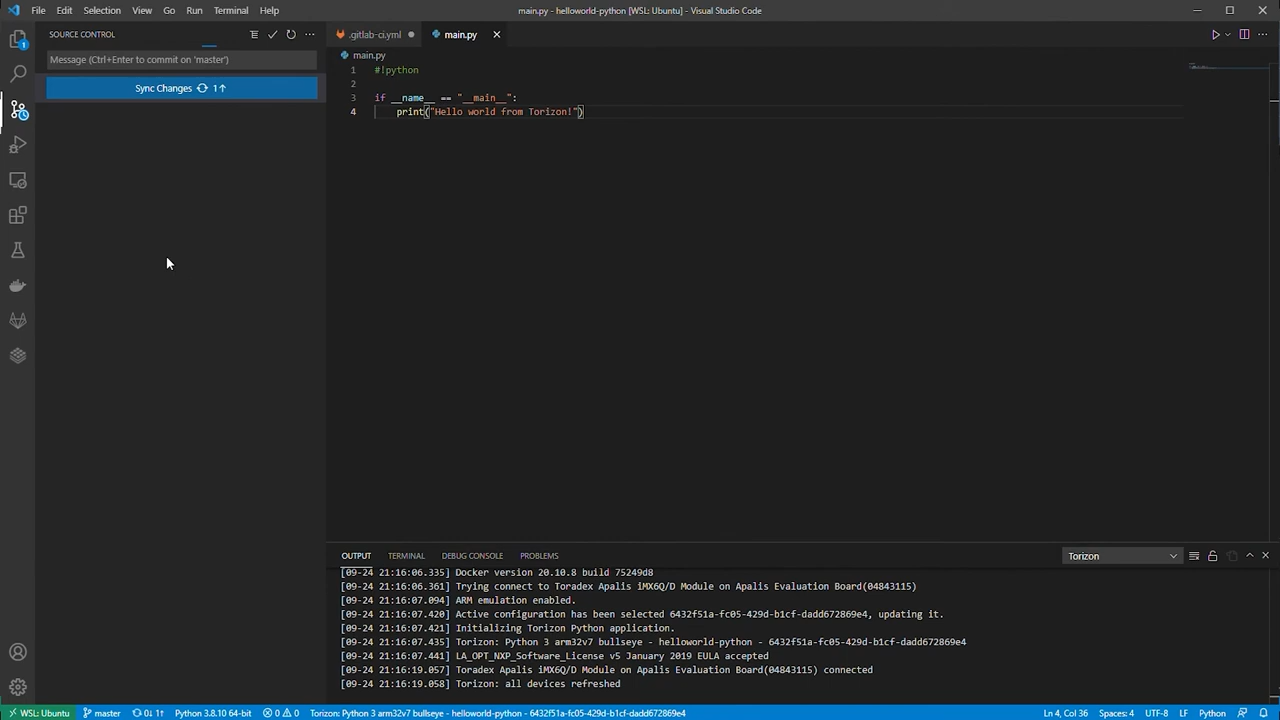 File Edit Selection View Go Run Terminal Help
main.py - helloworld-python [WSL: Ubuntu] - Visual Studio Code
SOURCE CONTROL
Message (Ctrl+Enter to commit on 'master')
Sync Changes 1↑
1
.gitlab-ci.yml
main.py
main.py
1 #!python
2
3 if __name__ == "__main__":
4 print("Hello world from Torizon!")
OUTPUT TERMINAL DEBUG CONSOLE PROBLEMS
Torizon
[09-24 21:16:06.335] Docker version 20.10.8 build 75249d8
[09-24 21:16:06.361] Trying connect to Toradex Apalis iMX6Q/D Module on Apalis Evaluation Board(04843115)
[09-24 21:16:07.094] ARM emulation enabled.
[09-24 21:16:07.420] Active configuration has been selected 6432f51a-fc05-429d-b1cf-dadd672869e4, updating it.
[09-24 21:16:07.428] Initializing Torizon Python application.
[09-24 21:16:07.435] Torizon: Python 3 arm32v7 bullseye - helloworld-python - 6432f51a-fc05-429d-b1cf-dadd672869e4
[09-24 21:16:07.441] LA_OPT_NXP_Software_License v5 January 2019 EULA accepted
[09-24 21:16:19.057] Toradex Apalis iMX6Q/D Module on Apalis Evaluation Board(04843115) connected
[09-24 21:16:19.058] Torizon: all devices refreshed
WSL: Ubuntu master 0↓ 1↑ Python 3.8.10 64-bit 0 0 Torizon: Python 3 arm32v7 bullseye - helloworld-python - 6432f51a-fc05-429d-b1cf-dadd672869e4 Ln 4, Col 36 Spaces: 4 UTF-8 LF Python